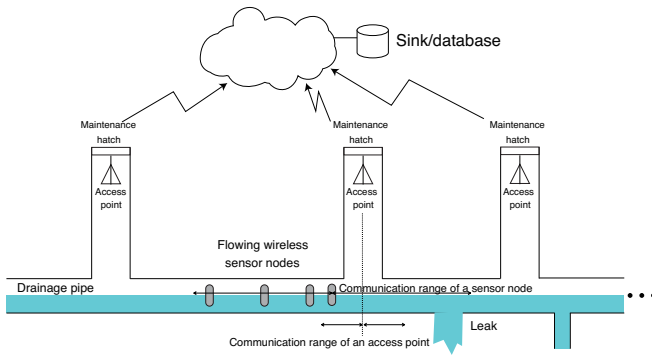 Sink/database
Maintenance
hatch
Maintenance
hatch
Maintenance
hatch
Access
point
Access
point
Access
point
Flowing wireless
sensor nodes
Drainage pipe
Communication range of a sensor node
Communication range of an access point
Leak